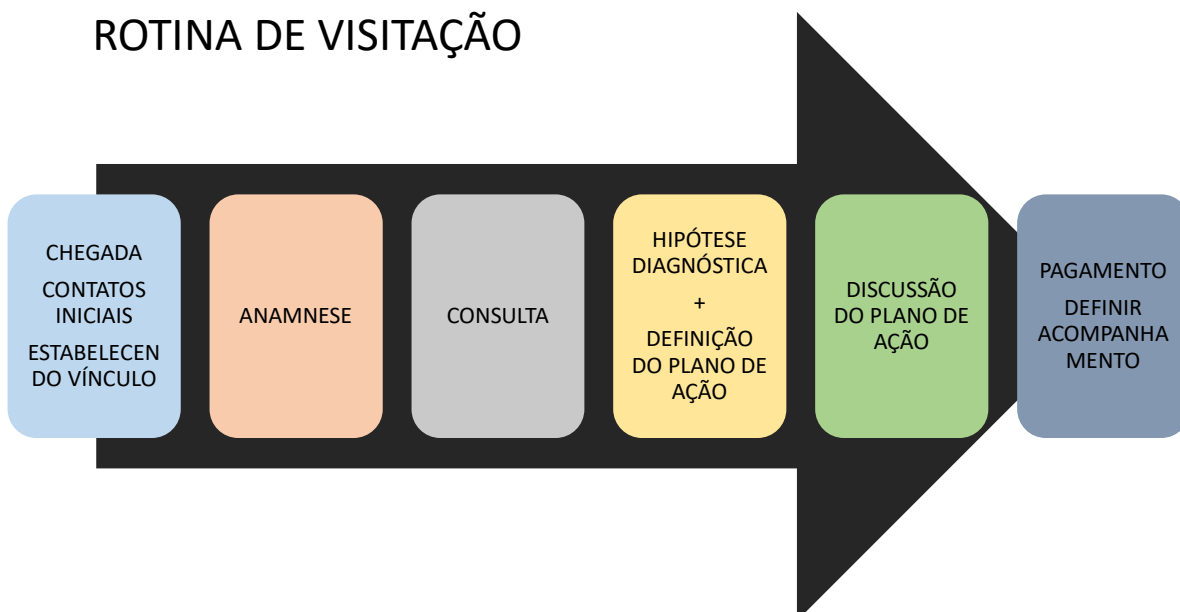 ROTINA DE VISITAÇÃO
CHEGADA
CONTATOS
INICIAIS
ESTABELECEN
DO VÍNCULO
ANAMNESE
CONSULTA
HIPÓTESE
DIAGNÓSTICA
+
DEFINIÇÃO
DO PLANO DE
AÇÃO
DISCUSSÃO
DO PLANO DE
AÇÃO
PAGAMENTO
DEFINIR
ACOMPANHA
MENTO